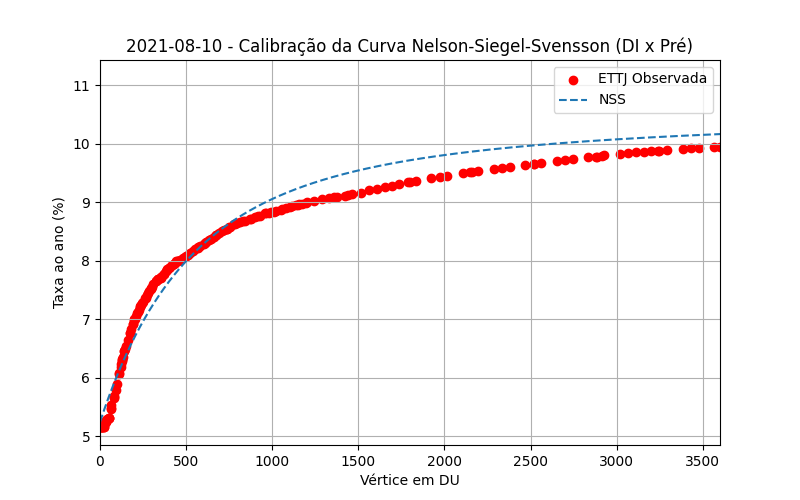 2021-08-10 - Calibração da Curva Nelson-Siegel-Svensson (DI x Pré)
ETTJ Observada
NSS
Taxa ao ano (%)
11
10
9
8
7
6
5
0 500 1000 1500 2000 2500 3000 3500
Vértice em DU